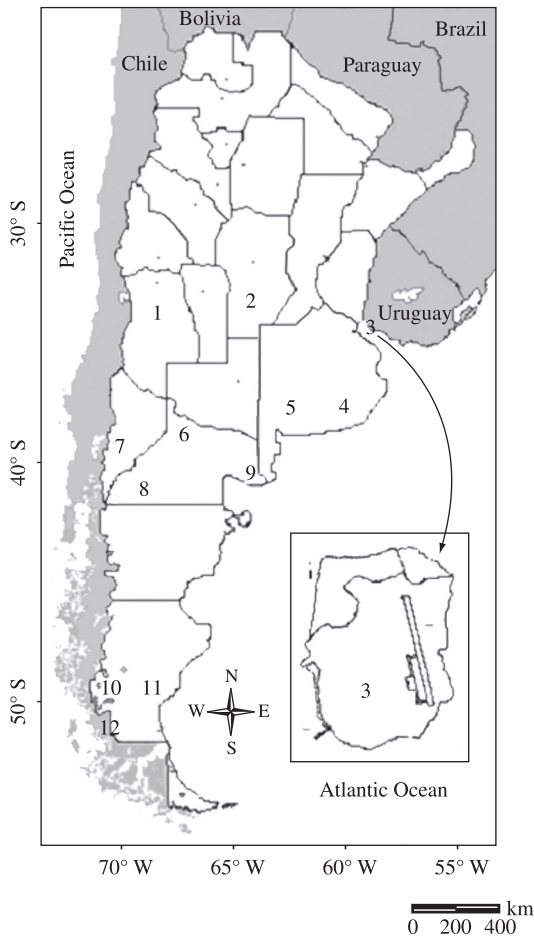 Bolivia
Brazil
Chile
Paraguay
Pacific Ocean
30° S
1
2
Uruguay
3
5
4
7
6
40° S
9
8
10
11
50° S
12
N
W
E
S
3
Atlantic Ocean
70° W
65° W
60° W
55° W
km
0
200
400